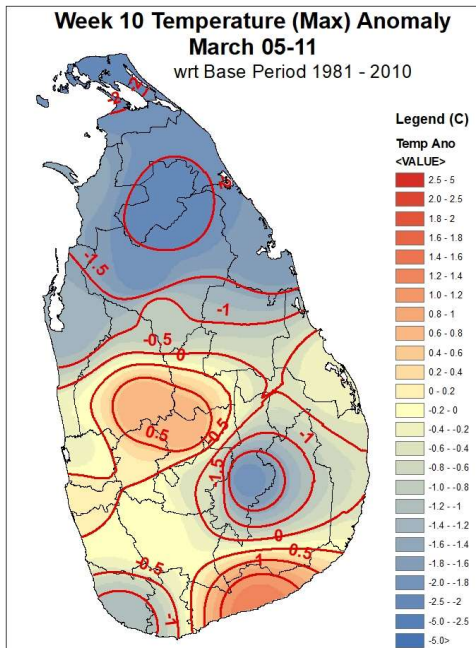 Week 10 Temperature (Max) Anomaly
March 05-11
wrt Base Period 1981 - 2010
Legend (C)
Temp Ano
<VALUE>
2.5 - 5
2.0 - 2.5
1.8 - 2
1.6 - 1.8
1.4 - 1.6
1.2 - 1.4
1.0 - 1.2
0.8 - 1
0.6 - 0.8
0.4 - 0.6
0.2 - 0.4
0 - 0.2
-0.2 - 0
-0.4 - -0.2
-0.6 - -0.4
-0.8 - -0.6
-1.0 - -0.8
-1.2 - -1
-1.4 - -1.2
-1.6 - -1.4
-1.8 - -1.6
-2.0 - -1.8
-2.5 - -2
-5.0 - -2.5
-5.0>
-2
-2
-2
-1.5
-1
-0.5
0
0.5
-0.5
-1
-1.5
0
0.5
1
-0.5
-1